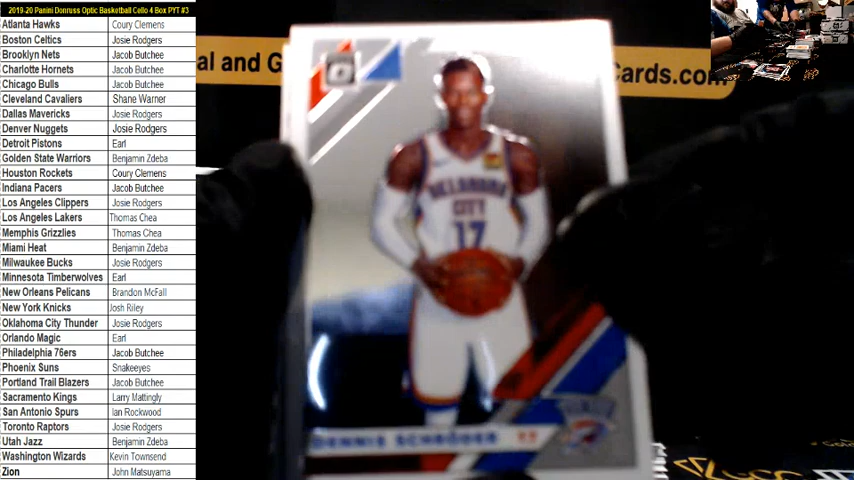 2019-20 Panini Donruss Optic Basketball Cello 4 Box PYT #3
Atlanta Hawks Coury Clemens
Boston Celtics Josie Rodgers
Brooklyn Nets Jacob Butchee
Charlotte Hornets Jacob Butchee
Chicago Bulls Jacob Butchee
Cleveland Cavaliers Shane Warner
Dallas Mavericks Josie Rodgers
Denver Nuggets Josie Rodgers
Detroit Pistons Earl
Golden State Warriors Benjamin Zdeba
Houston Rockets Coury Clemens
Indiana Pacers Jacob Butchee
Los Angeles Clippers Josie Rodgers
Los Angeles Lakers Thomas Chea
Memphis Grizzlies Thomas Chea
Miami Heat Benjamin Zdeba
Milwaukee Bucks Josie Rodgers
Minnesota Timberwolves Earl
New Orleans Pelicans Brandon McFall
New York Knicks Josh Riley
Oklahoma City Thunder Josie Rodgers
Orlando Magic Earl
Philadelphia 76ers Jacob Butchee
Phoenix Suns Snakeeyes
Portland Trail Blazers Jacob Butchee
Sacramento Kings Larry Mattingly
San Antonio Spurs Ian Rockwood
Toronto Raptors Josie Rodgers
Utah Jazz Benjamin Zdeba
Washington Wizards Kevin Townsend
Zion John Matsuyama
al and G
Cards.com
OKLAHOMA
CITY
17
DENNIS SCHRÖDER 17